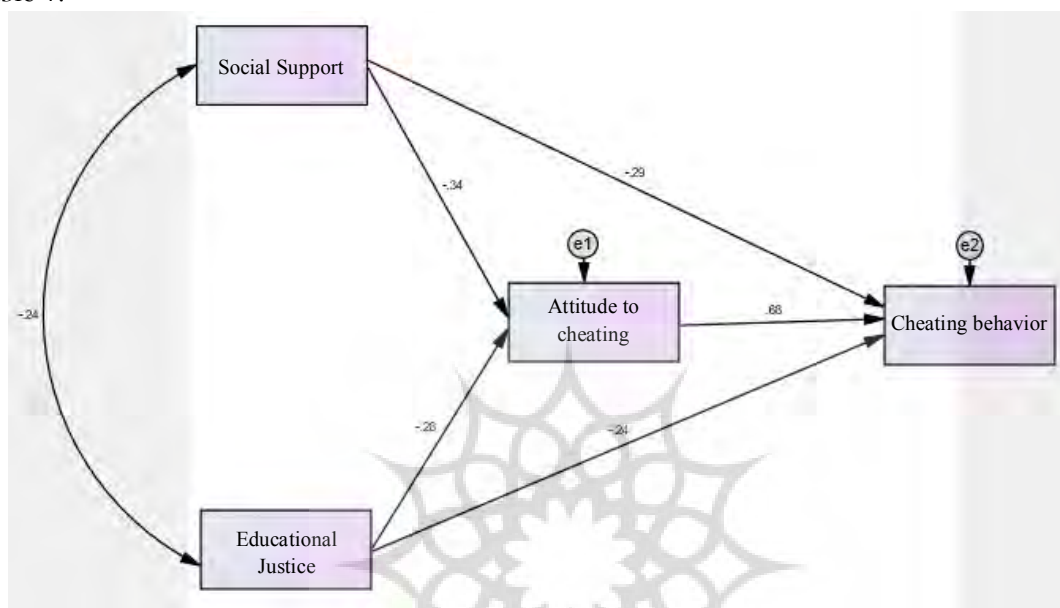 Social Support
-.29
-.34
e1
e2
Attitude to
cheating
.68
Cheating behavior
-.24
-.28
-.24
Educational
Justice